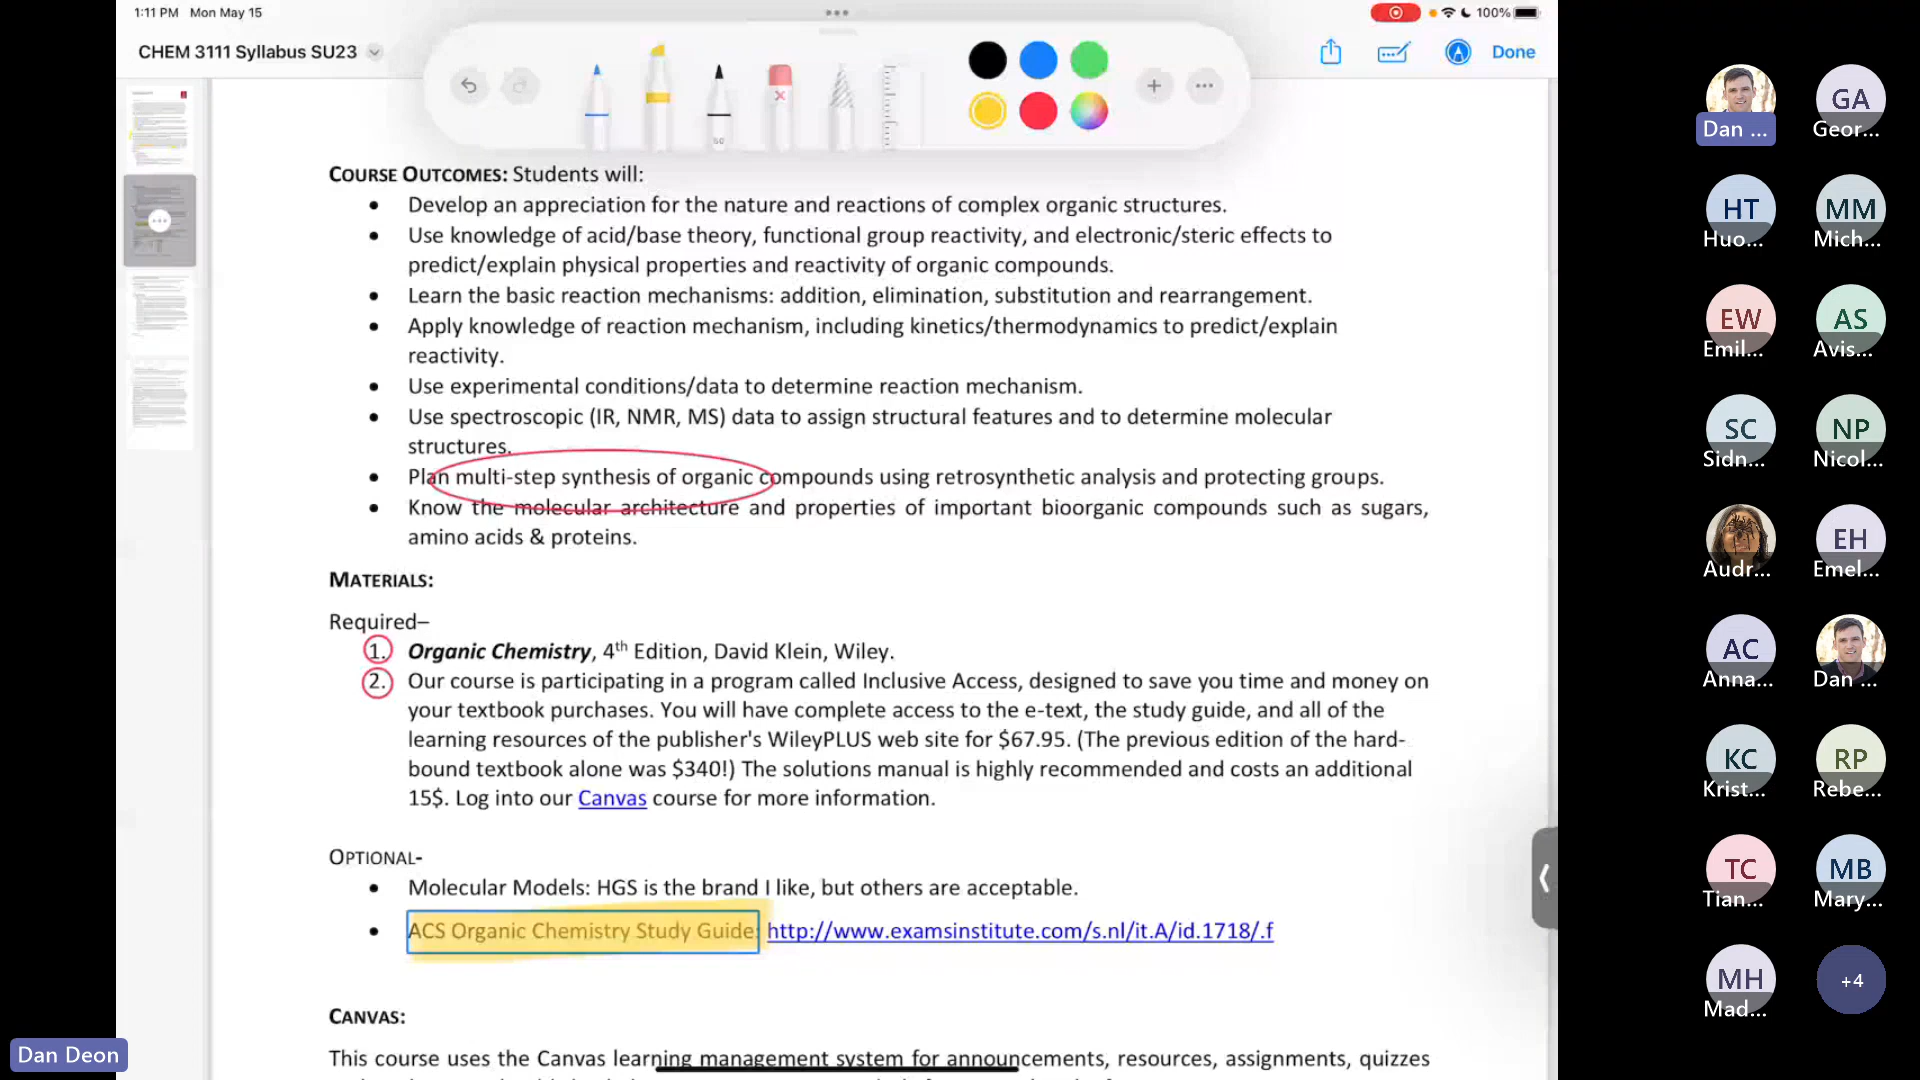 1:11 PM Mon May 15
100%
CHEM 3111 Syllabus SU23
Done
50
COURSE OUTCOMES: Students will:
• Develop an appreciation for the nature and reactions of complex organic structures.
• Use knowledge of acid/base theory, functional group reactivity, and electronic/steric effects to
predict/explain physical properties and reactivity of organic compounds.
• Learn the basic reaction mechanisms: addition, elimination, substitution and rearrangement.
• Apply knowledge of reaction mechanism, including kinetics/thermodynamics to predict/explain
reactivity.
• Use experimental conditions/data to determine reaction mechanism.
• Use spectroscopic (IR, NMR, MS) data to assign structural features and to determine molecular
structures.
• Plan multi-step synthesis of organic compounds using retrosynthetic analysis and protecting groups.
• Know the molecular architecture and properties of important bioorganic compounds such as sugars,
amino acids & proteins.
MATERIALS:
Required–
1. Organic Chemistry, 4th Edition, David Klein, Wiley.
2. Our course is participating in a program called Inclusive Access, designed to save you time and money on
your textbook purchases. You will have complete access to the e-text, the study guide, and all of the
learning resources of the publisher's WileyPLUS web site for $67.95. (The previous edition of the hard-
bound textbook alone was $340!) The solutions manual is highly recommended and costs an additional
15$. Log into our Canvas course for more information.
OPTIONAL-
• Molecular Models: HGS is the brand I like, but others are acceptable.
• ACS Organic Chemistry Study Guide: http://www.examsinstitute.com/s.nl/it.A/id.1718/.f
CANVAS:
This course uses the Canvas learning management system for announcements, resources, assignments, quizzes
Dan Deon
Dan ...
GA
Geor...
HT
Huo...
MM
Mich...
EW
Emil...
AS
Avis...
SC
Sidn...
NP
Nicol...
Audr...
EH
Emel...
AC
Anna...
Dan ...
KC
Krist...
RP
Rebe...
TC
Tian...
MB
Mary...
MH
Mad...
+4